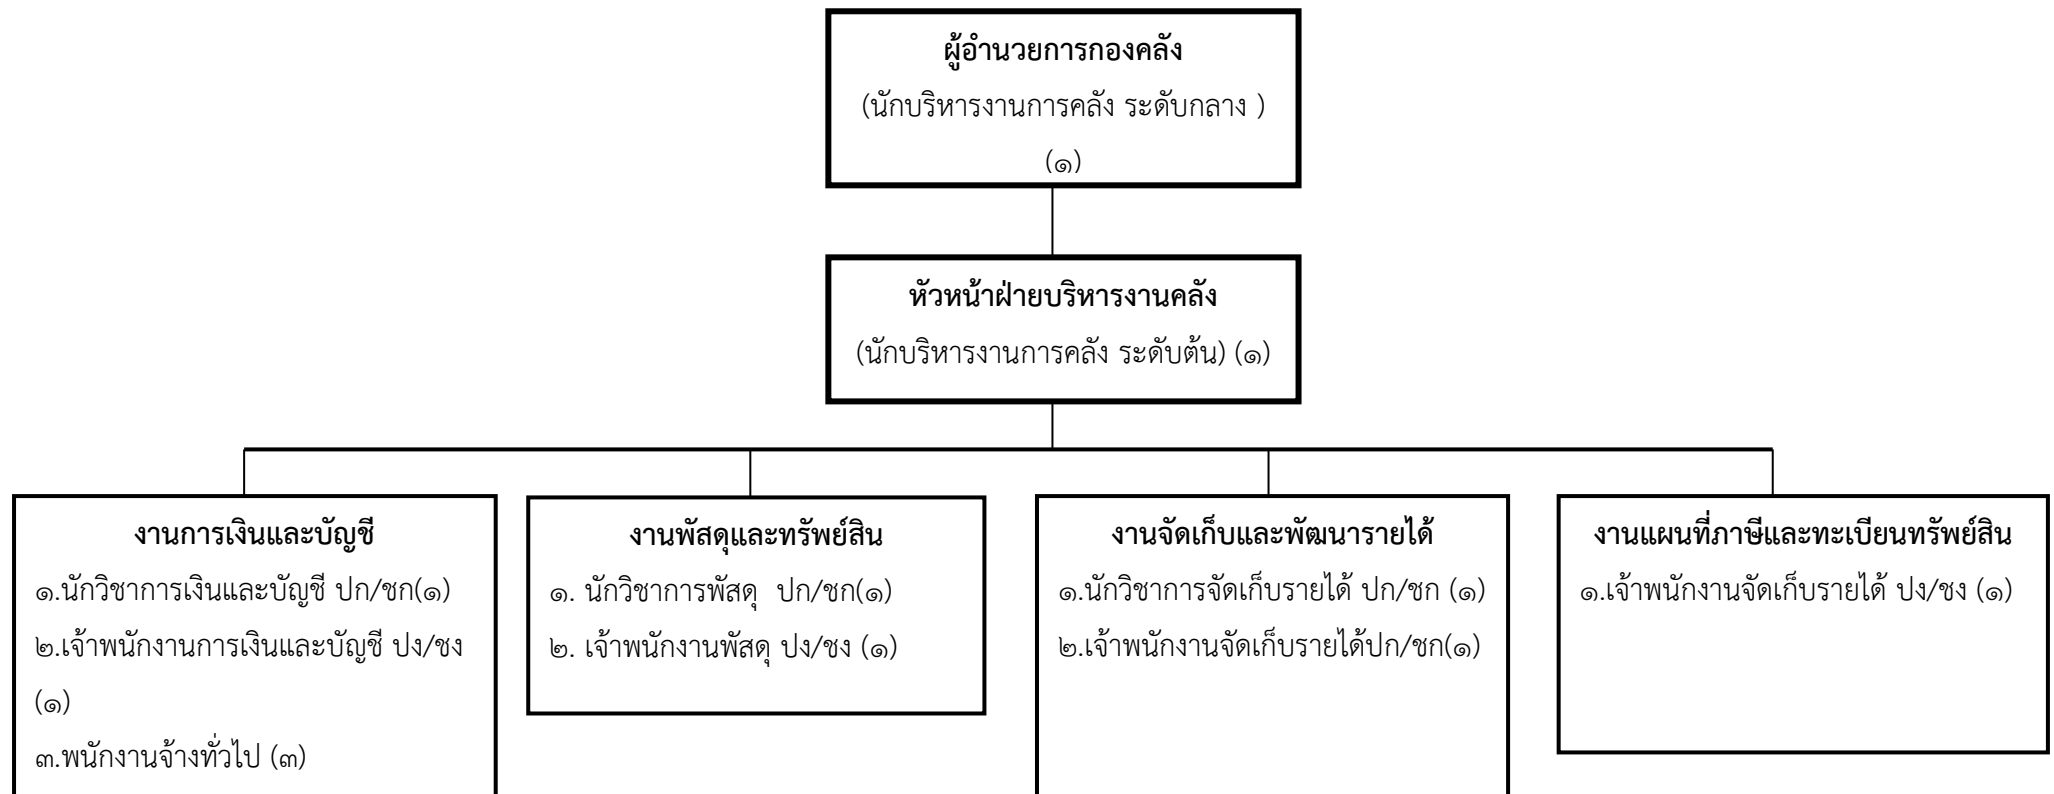 ผู้อำนวยการกองคลัง
(นักบริหารงานการคลัง ระดับกลาง )
(๑)
หัวหน้าฝ่ายบริหารงานคลัง
(นักบริหารงานการคลัง ระดับต้น) (๑)
งานการเงินและบัญชี
๑.นักวิชาการเงินและบัญชี ปก/ชก(๑)
๒.เจ้าพนักงานการเงินและบัญชี ปง/ชง
(๑)
๓.พนักงานจ้างทั่วไป (๓)
งานพัสดุและทรัพย์สิน
๑. นักวิชาการพัสดุ  ปก/ชก(๑)
๒. เจ้าพนักงานพัสดุ ปง/ชง (๑)
งานจัดเก็บและพัฒนารายได้
๑.นักวิชาการจัดเก็บรายได้ ปก/ชก (๑)
๒.เจ้าพนักงานจัดเก็บรายได้ปก/ชก(๑)
งานแผนที่ภาษีและทะเบียนทรัพย์สิน
๑.เจ้าพนักงานจัดเก็บรายได้ ปง/ชง (๑)